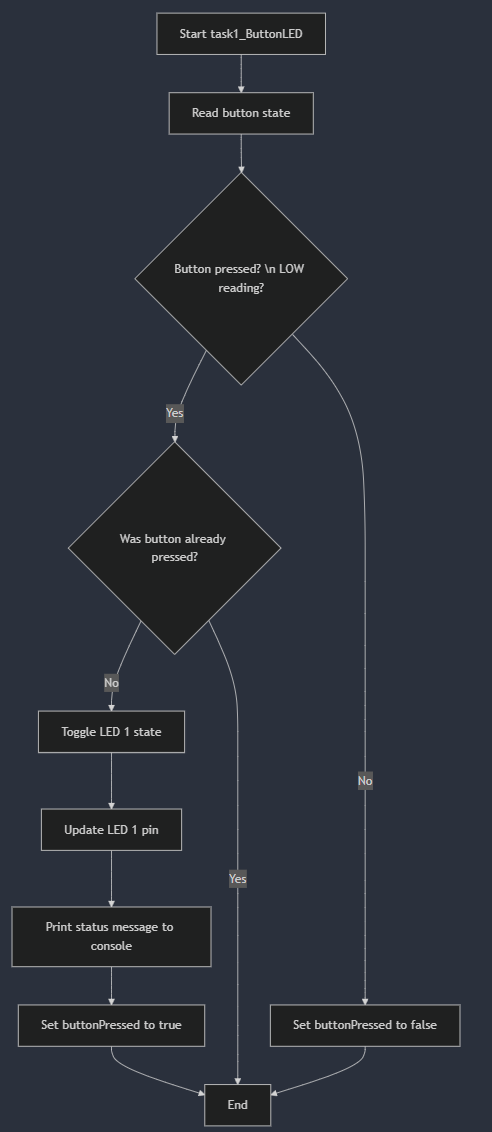 Start task1_ButtonLED
Read button state
Button pressed? \n LOW
reading?
Yes
Was button already
pressed?
No
Toggle LED 1 state
No
Update LED 1 pin
Yes
Print status message to
console
Set buttonPressed to true
Set buttonPressed to false
End